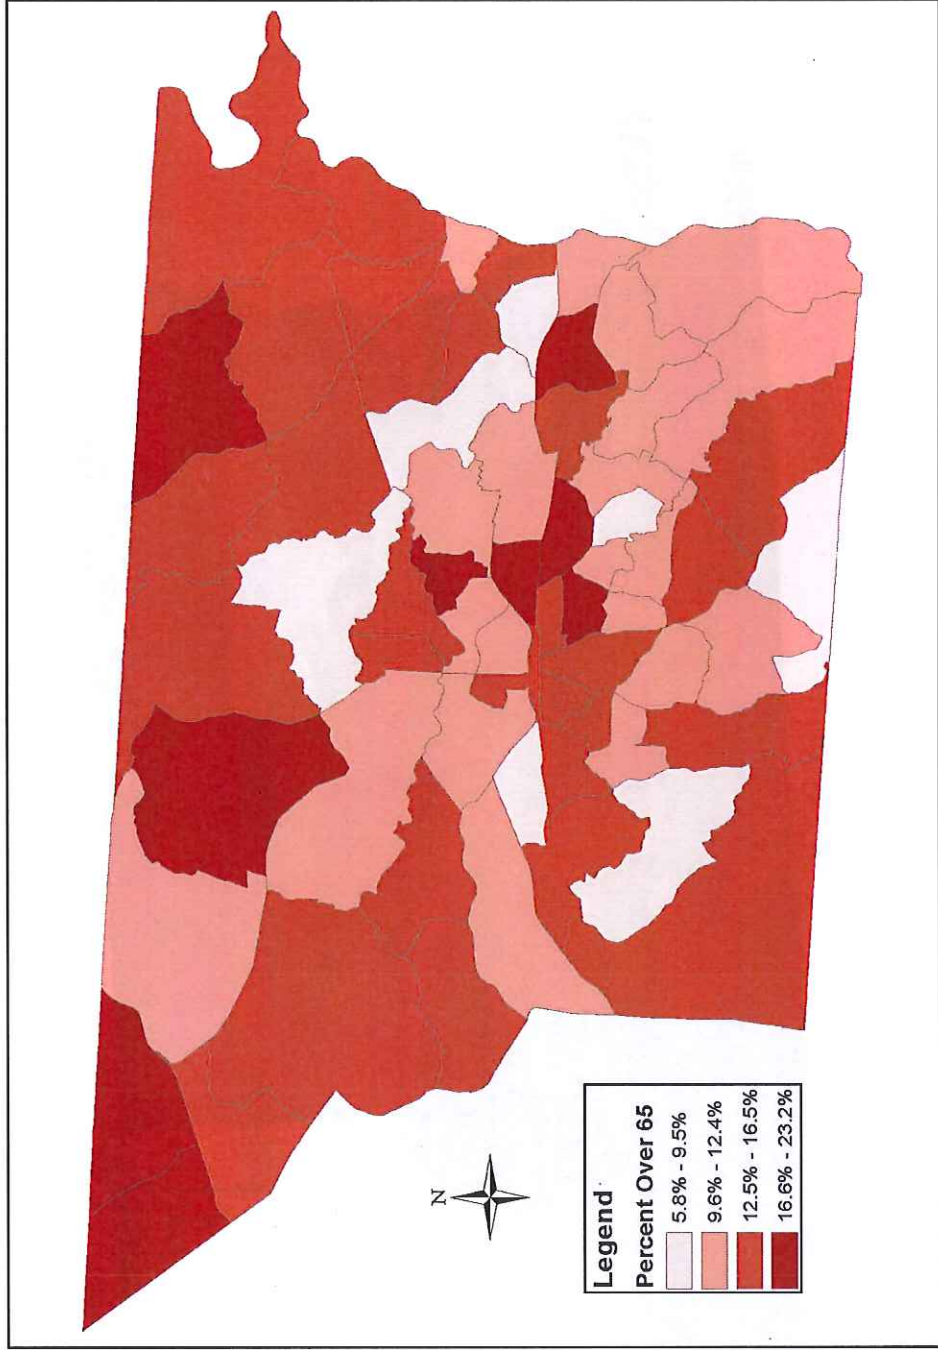 N
Legend
Percent Over 65
5.8% - 9.5%
9.6% - 12.4%
12.5% - 16.5%
16.6% - 23.2%